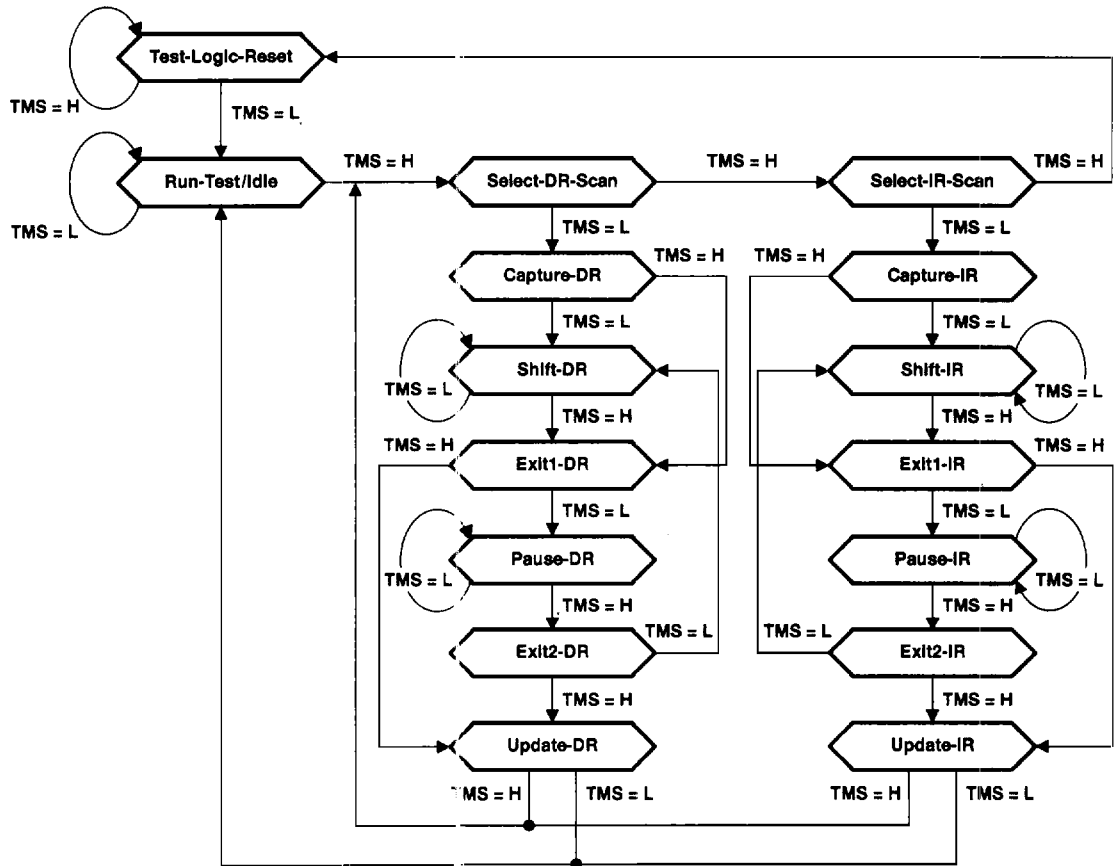 Test-Logic-Reset
TMS = H
TMS = L
TMS = H
TMS = H
TMS = H
Run-Test/Idle
Select-DR-Scan
Select-IR-Scan
TMS = L
TMS = L
TMS = L
TMS = H
TMS = H
Capture-DR
Capture-IR
TMS = L
TMS = L
Shift-DR
Shift-IR
TMS = L
TMS = L
TMS = H
TMS = H
TMS = H
TMS = H
Exit1-DR
Exit1-IR
TMS = L
TMS = L
Pause-DR
Pause-IR
TMS = L
TMS = L
TMS = H
TMS = H
TMS = L
TMS = L
Exit2-DR
Exit2-IR
TMS = H
TMS = H
Update-DR
Update-IR
TMS = H
TMS = L
TMS = H
TMS = L